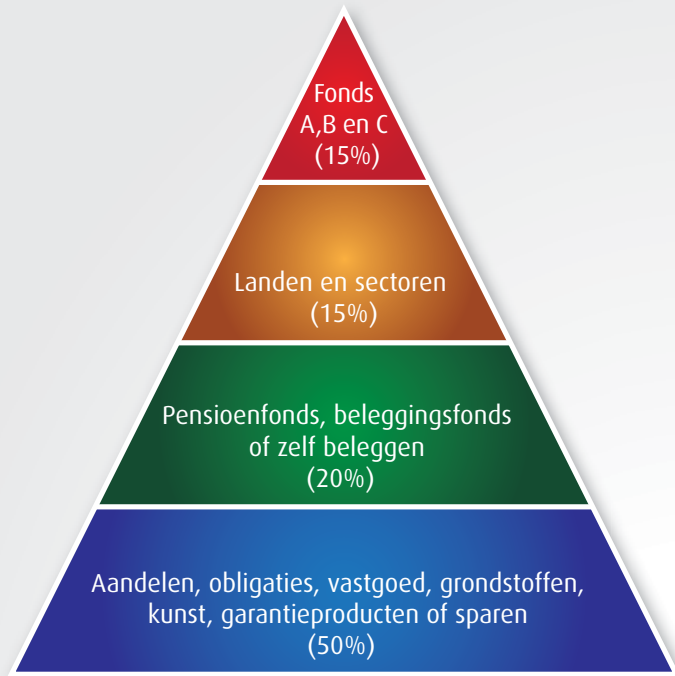 Fonds
A,B en C
(15%)
Landen en sectoren
(15%)
Pensioenfonds, beleggingsfonds
of zelf beleggen
(20%)
Aandelen, obligaties, vastgoed, grondstoffen,
kunst, garantieproducten of sparen
(50%)